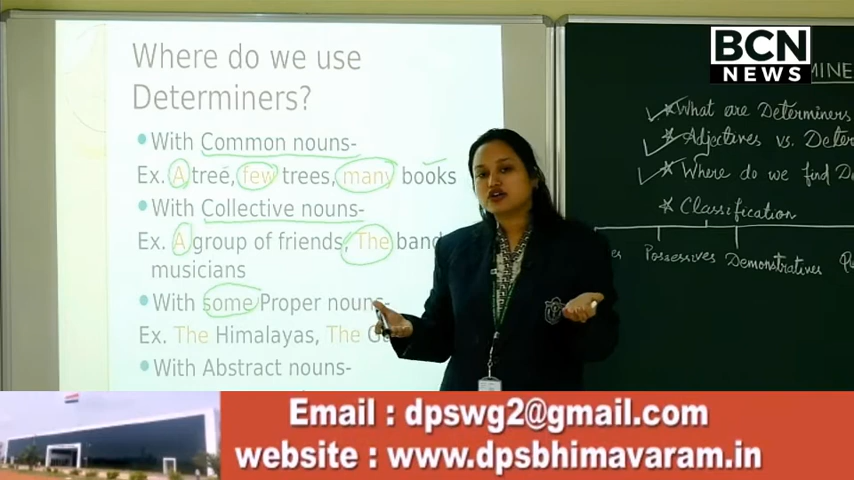 Where do we use
Determiners?
With Common nouns-
Ex. A tree, few trees, many books
With Collective nouns-
Ex. A group of friends, The band
musicians
With some Proper nouns-
Ex. The Himalayas, The
With Abstract nouns-
BCN
NEWS
What are Determiners
Adjectives vs.
Where do we find
Classification
Possessives
Demonstratives
Email : dpswg2@gmail.com
website : www.dpsbhimavaram.in